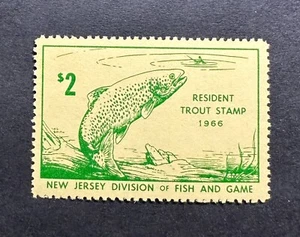 $2
RESIDENT
TROUT STAMP
1966
NEW JERSEY DIVISION OF FISH AND GAME